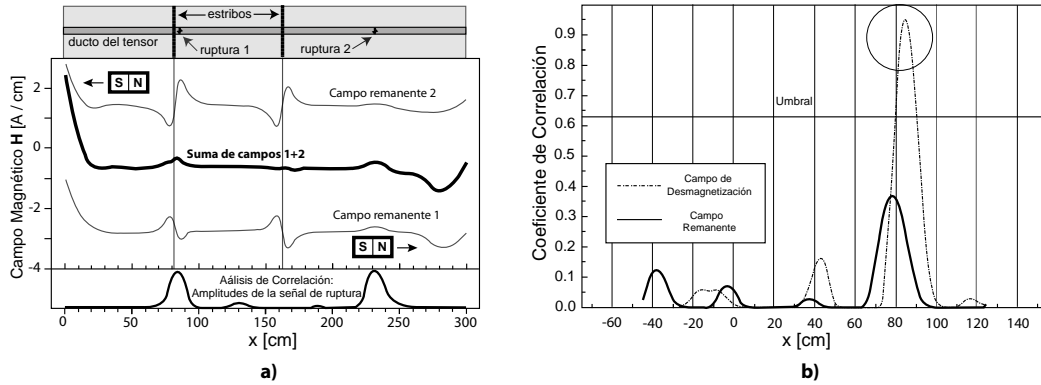 estribos
ducto del tensor
ruptura 1
ruptura 2
Campo Magnético H [A / cm]
2
0
-2
-4
S N
Campo remanente 2
Suma de campos 1+2
Campo remanente 1
S N
Aálisis de Correlación:
Amplitudes de la señal de ruptura
0 50 100 150 200 250 300
x [cm]
a)
Coeficiente de Correlación
0.9
0.8
0.7
0.6
0.5
0.4
0.3
0.2
0.1
0.0
Umbral
Campo de
Desmagnetización
Campo
Remanente
-60 -40 -20 0 20 40 60 80 100 120 140
x [cm]
b)